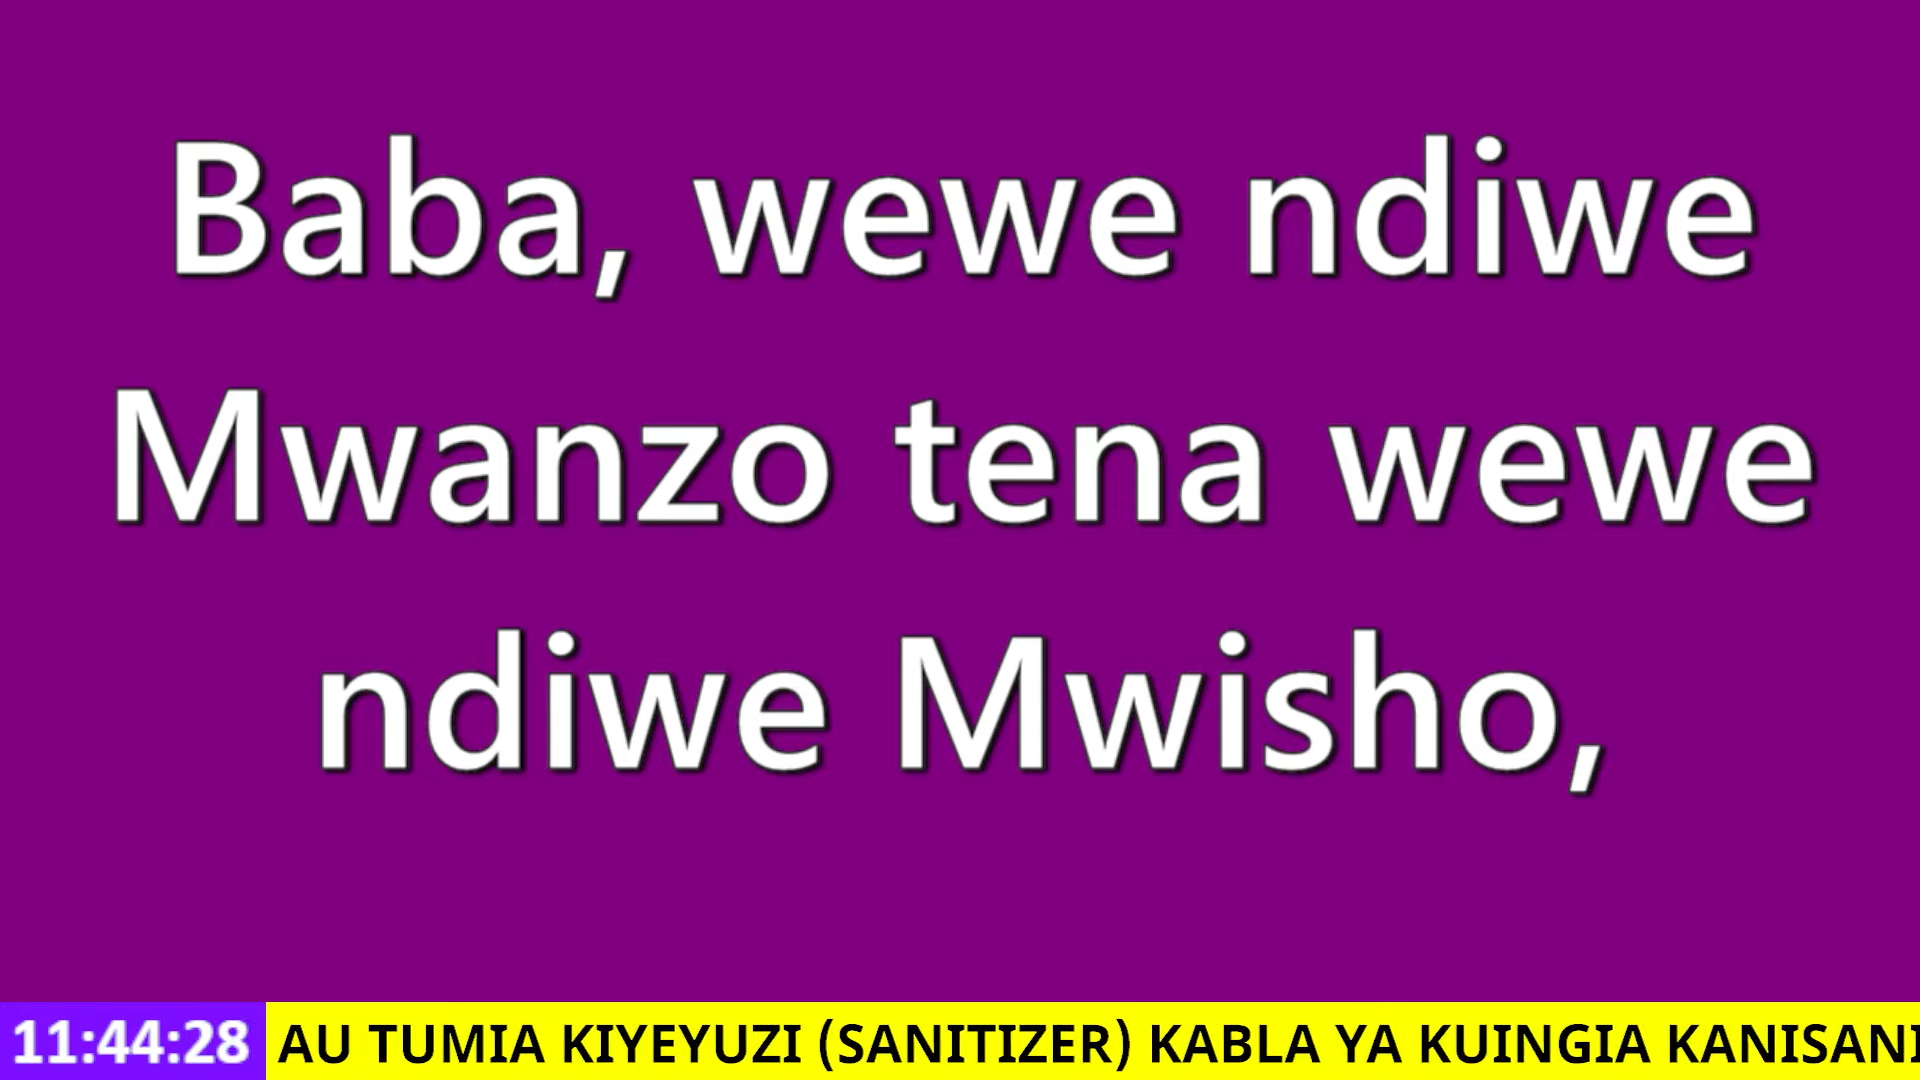 Baba, wewe ndiwe
Mwanzo tena wewe
ndiwe Mwisho,
11:44:28 AU TUMIA KIYEYUZI (SANITIZER) KABLA YA KUINGIA KANISANI